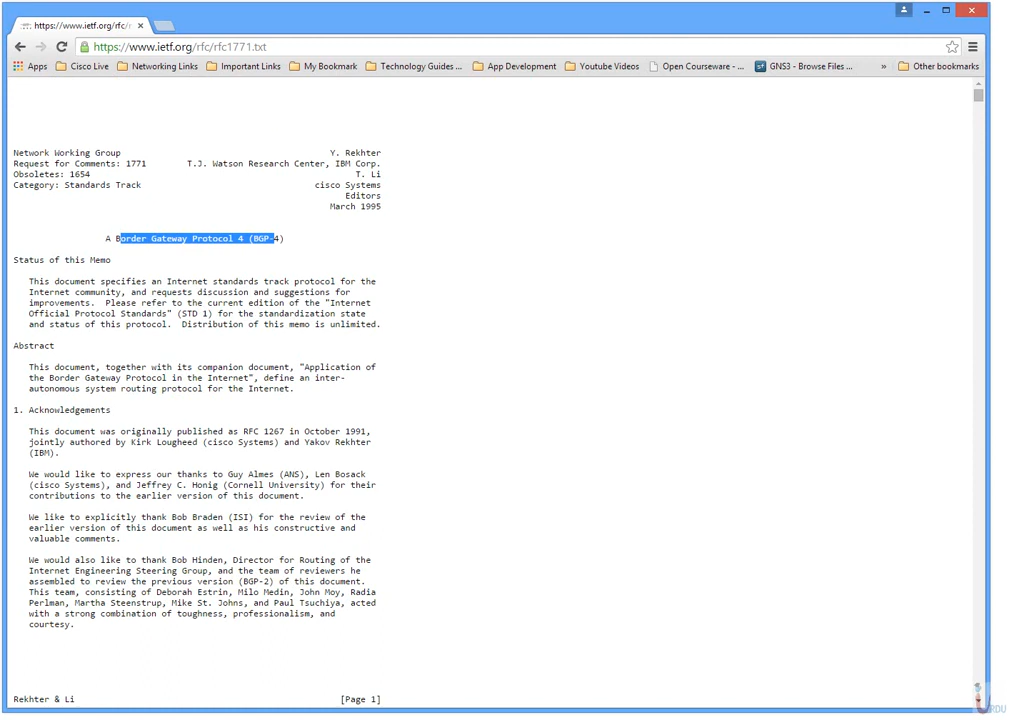 https://www.ietf.org/rfc/r
https://www.ietf.org/rfc/rfc1771.txt
Apps Cisco Live Networking Links Important Links My Bookmark Technology Guides ... App Development Youtube Videos Open Courseware - ... GNS3 - Browse Files ... » Other bookmarks
Network Working Group Y. Rekhter
Request for Comments: 1771 T.J. Watson Research Center, IBM Corp.
Obsoletes: 1654 T. Li
Category: Standards Track cisco Systems
Editors
March 1995
A Border Gateway Protocol 4 (BGP-4)
Status of this Memo
This document specifies an Internet standards track protocol for the
Internet community, and requests discussion and suggestions for
improvements. Please refer to the current edition of the "Internet
Official Protocol Standards" (STD 1) for the standardization state
and status of this protocol. Distribution of this memo is unlimited.
Abstract
This document, together with its companion document, "Application of
the Border Gateway Protocol in the Internet", define an inter-
autonomous system routing protocol for the Internet.
1. Acknowledgements
This document was originally published as RFC 1267 in October 1991,
jointly authored by Kirk Lougheed (cisco Systems) and Yakov Rekhter
(IBM).
We would like to express our thanks to Guy Almes (ANS), Len Bosack
(cisco Systems), and Jeffrey C. Honig (Cornell University) for their
contributions to the earlier version of this document.
We like to explicitly thank Bob Braden (ISI) for the review of the
earlier version of this document as well as his constructive and
valuable comments.
We would also like to thank Bob Hinden, Director for Routing of the
Internet Engineering Steering Group, and the team of reviewers he
assembled to review the previous version (BGP-2) of this document.
This team, consisting of Deborah Estrin, Milo Medin, John Moy, Radia
Perlman, Martha Steenstrup, Mike St. Johns, and Paul Tsuchiya, acted
with a strong combination of toughness, professionalism, and
courtesy.
Rekhter & Li [Page 1]
URDU